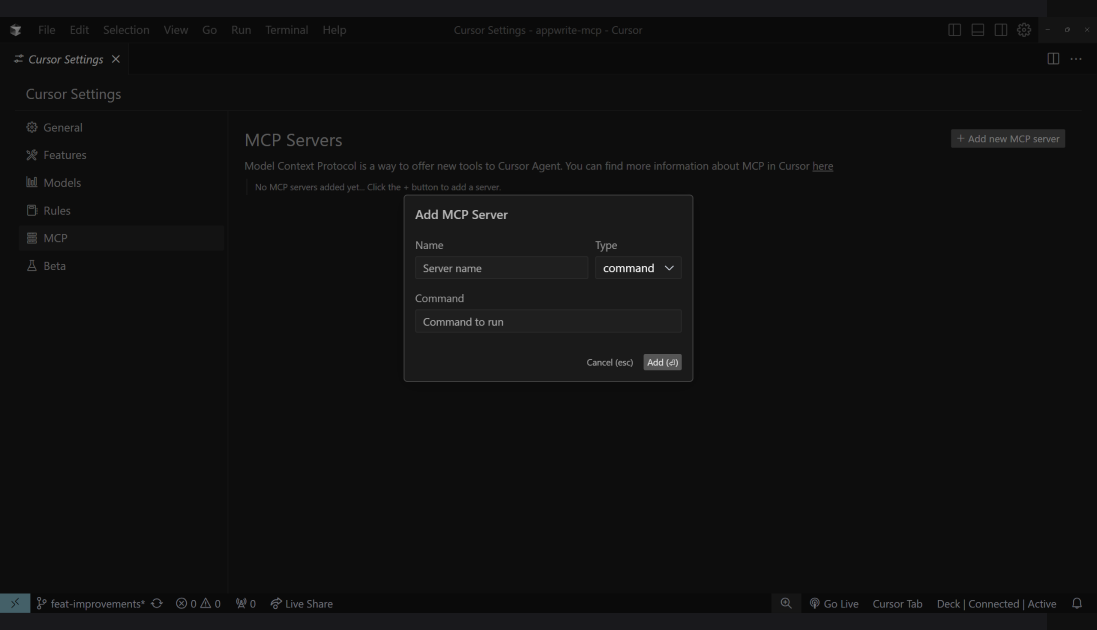 File Edit Selection View Go Run Terminal Help
Cursor Settings - appwrite-mcp - Cursor
Cursor Settings
Cursor Settings
General
Features
Models
Rules
MCP
Beta
MCP Servers
+ Add new MCP server
Model Context Protocol is a way to offer new tools to Cursor Agent. You can find more information about MCP in Cursor here
No MCP servers added yet... Click the + button to add a server.
Add MCP Server
Name Type
Server name command
Command
Command to run
Cancel (esc) Add (⏎)
feat-improvements* 0 0 0 Live Share
Go Live Cursor Tab Deck | Connected | Active